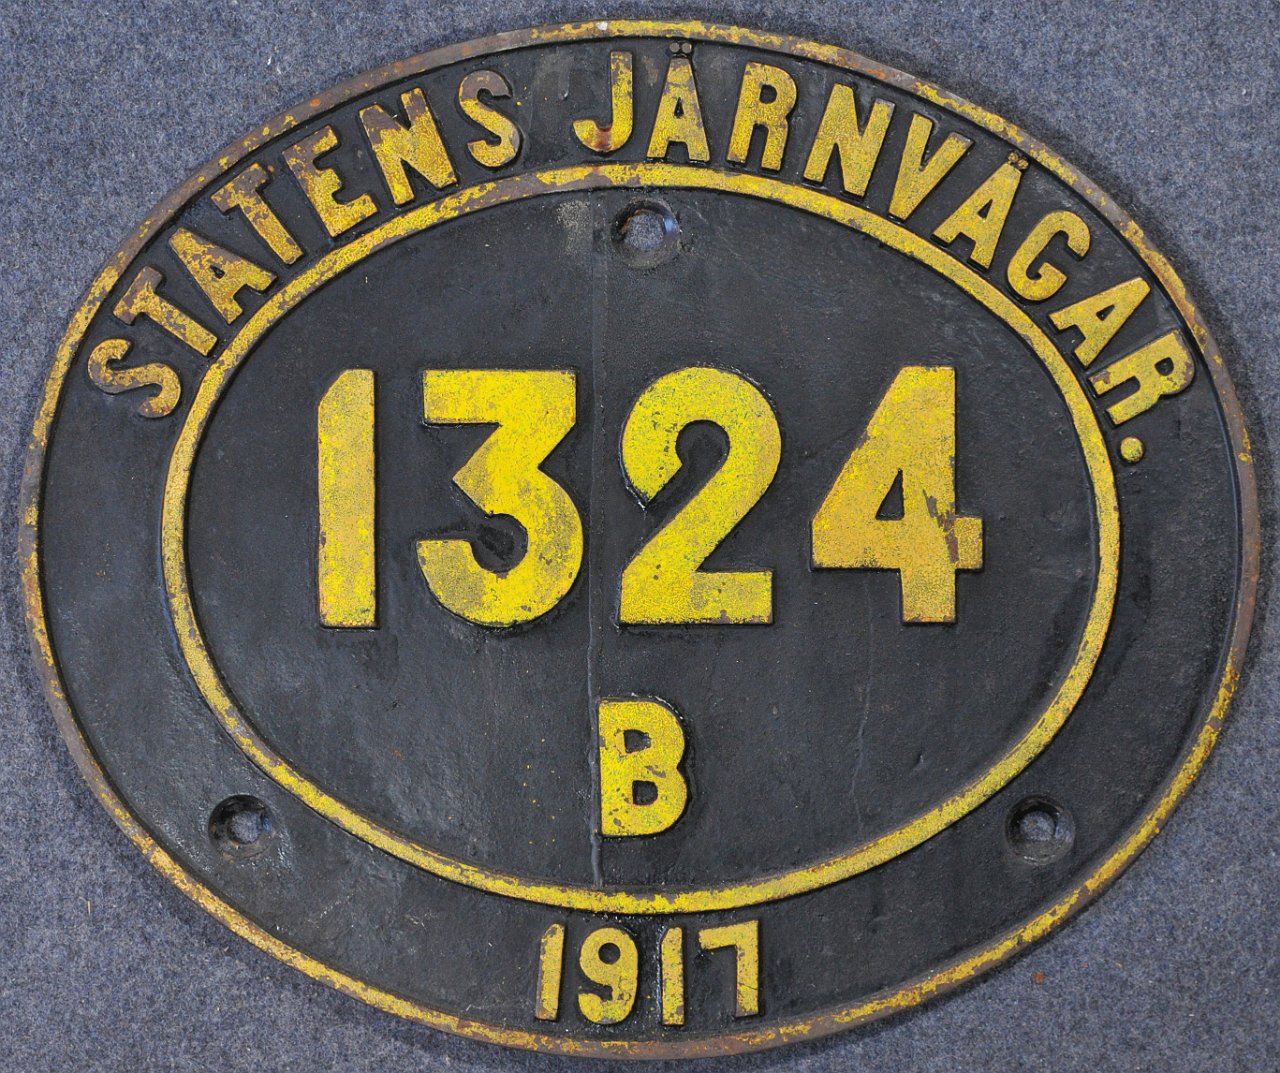 STATENS JÄRNVÄGAR.
1324
B
1917